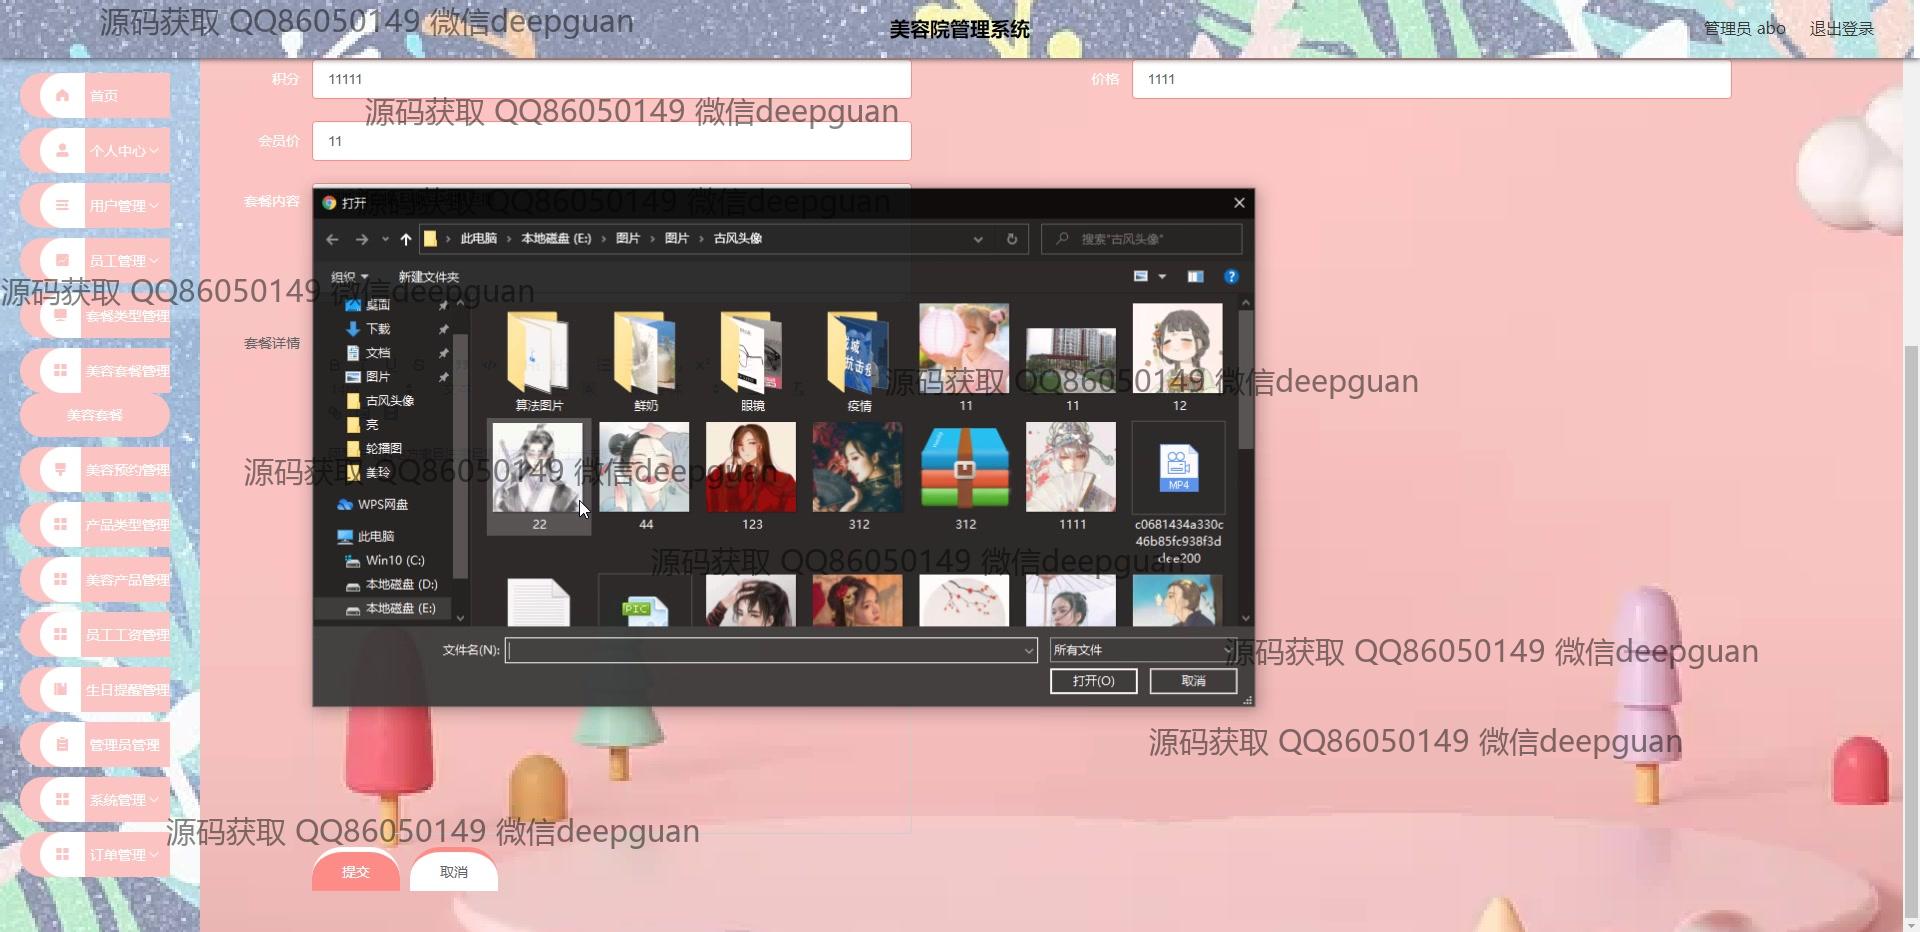 源码获取 QQ86050149 微信deepguan
美容院管理系统
管理员 abo
退出登录
首页
个人中心
用户管理
员工管理
套餐类型管理
美容套餐管理
美容套餐
美容预约管理
产品类型管理
美容产品管理
员工工资管理
生日提醒管理
管理员管理
系统管理
订单管理
积分
11111
价格
1111
源码获取 QQ86050149 微信deepguan
会员价
11
套餐内容
源码获取 QQ86050149 微信deepguan
套餐详情
打开
此电脑 › 本地磁盘 (E:) › 图片 › 图片 › 古风头像
搜索"古风头像"
组织
新建文件夹
源码获取 QQ86050149 微信deepguan
桌面
下载
文档
图片
古风头像
亮
轮播图
美玲
WPS网盘
此电脑
Win10 (C:)
本地磁盘 (D:)
本地磁盘 (E:)
算法图片
鲜奶
眼镜
疫情
11
11
12
源码获取 QQ86050149 微信deepguan
22
44
123
312
312
1111
MP4
c0681434a330c
46b85fc938f3d
dee200
源码获取 QQ86050149 微信deepguan
源码获取 QQ86050149 微信deepguan
PIC
文件名(N):
所有文件
打开(O)
取消
源码获取 QQ86050149 微信deepguan
源码获取 QQ86050149 微信deepguan
源码获取 QQ86050149 微信deepguan
提交
取消